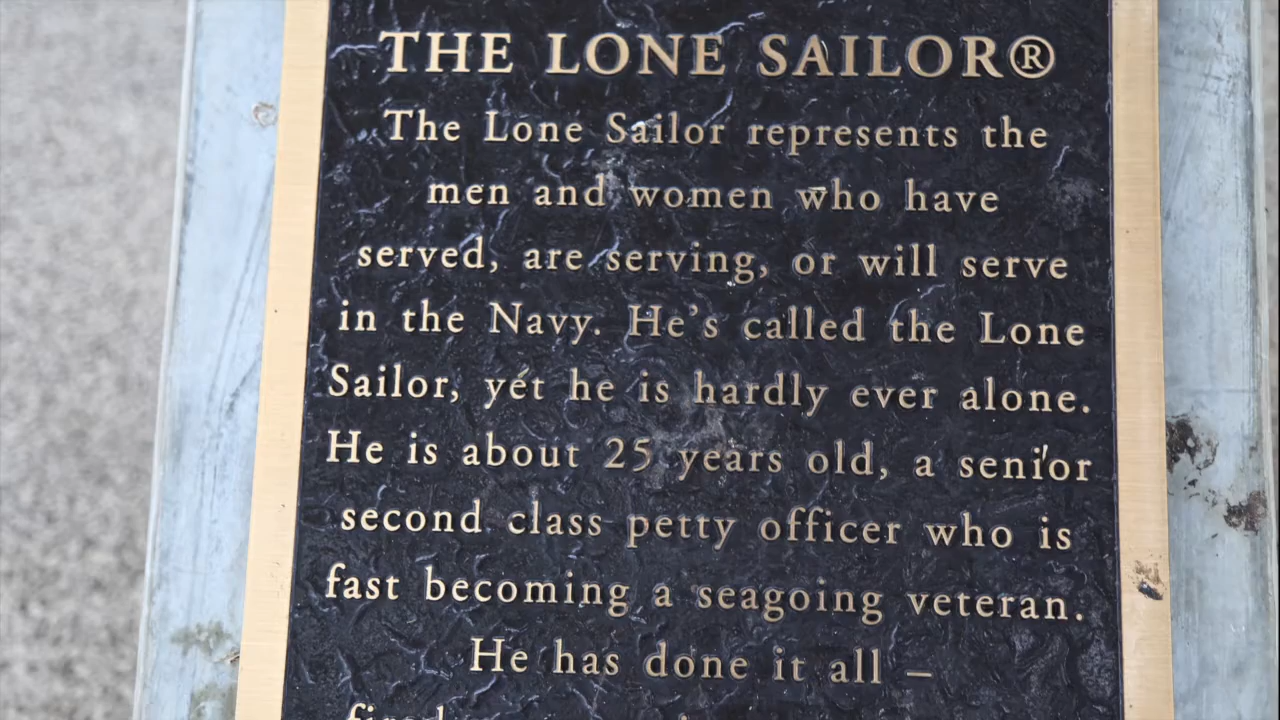 THE LONE SAILOR®
The Lone Sailor represents the
men and women who have
served, are serving, or will serve
in the Navy. He's called the Lone
Sailor, yet he is hardly ever alone.
He is about 25 years old, a senior
second class petty officer who is
fast becoming a seagoing veteran.
He has done it all –